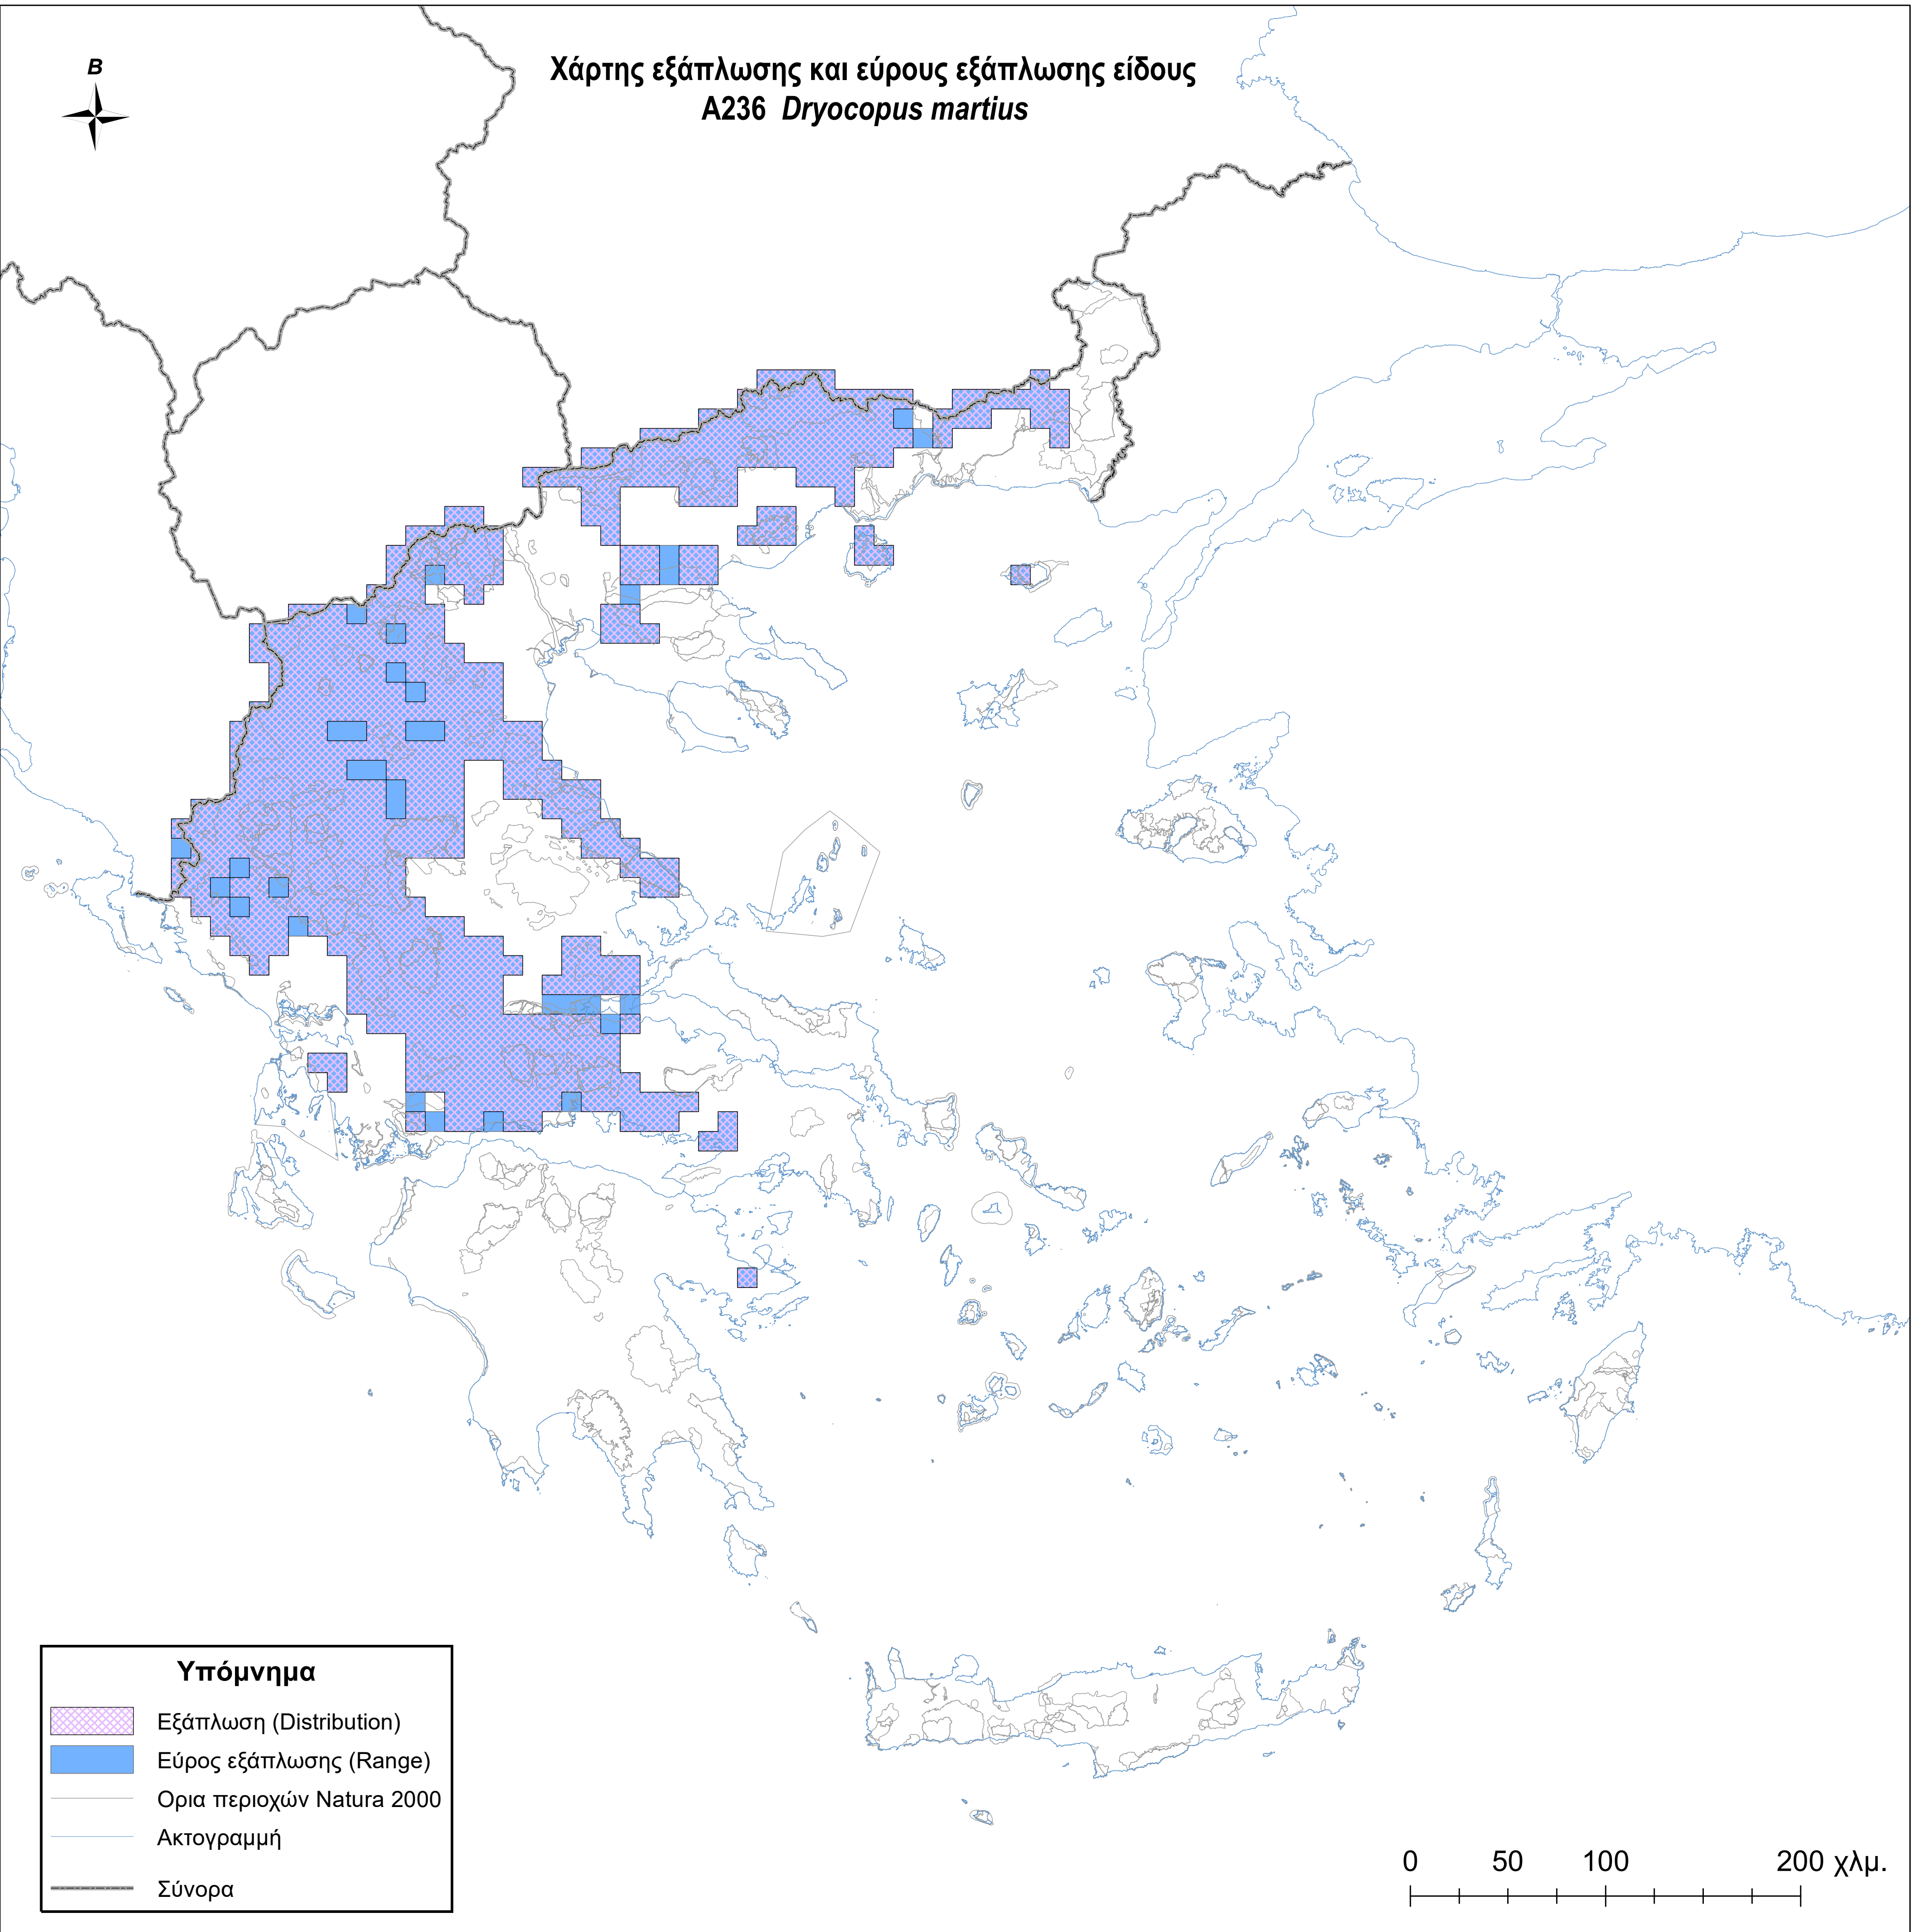 Β
Χάρτης εξάπλωσης και εύρους εξάπλωσης είδους
A236 Dryocopus martius
Υπόμνημα
Εξάπλωση (Distribution)
Εύρος εξάπλωσης (Range)
Ορια περιοχών Natura 2000
Ακτογραμμή
Σύνορα
0 50 100 200 χλμ.